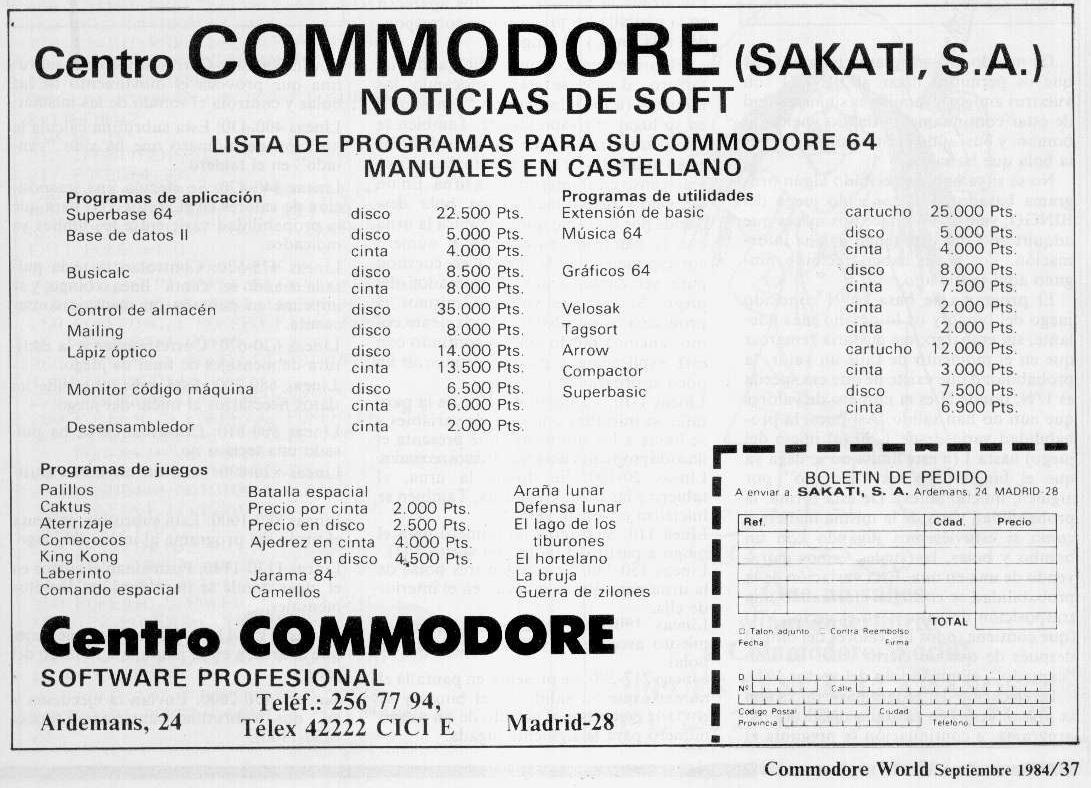 Centro COMMODORE (SAKATI, S.A.)
NOTICIAS DE SOFT
LISTA DE PROGRAMAS PARA SU COMMODORE 64
MANUALES EN CASTELLANO
Programas de aplicación
Superbase 64 disco 22.500 Pts.
Base de datos II disco 5,000 Pts.
cinta 4.000 Pts.
Busicalc disco 8.500 Pts.
cinta 8.000 Pts.
Control de almacén disco 35.000 Pts.
Mailing disco 8.000 Pts.
Lápiz óptico disco 14.000 Pts.
cinta 13.500 Pts.
Monitor código máquina disco 6.500 Pts.
cinta 6.000 Pts.
Desensamblador cinta 2.000 Pts.
Programas de utilidades
Extensión de basic cartucho 25.000 Pts.
Música 64 disco 5.000 Pts.
cinta 4.000 Pts.
Gráficos 64 disco 8.000 Pts.
cinta 7.500 Pts.
Velosak
Tagsort cinta 2.000 Pts.
Arrow cartucho 12.000 Pts.
Compactor cinta 3.000 Pts.
Superbasic disco 7.500 Pts.
cinta 6.900 Pts.
Programas de juegos
Palillos
Caktus
Aterrizaje
Comecocos
King Kong
Laberinto
Comando espacial
Batalla espacial
Precio por cinta 2.000 Pts.
Precio en disco 2.500 Pts.
Ajedrez en cinta 4.000 Pts.
en disco 4,500 Pts.
Jarama 84
Camellos
Araña lunar
Defensa lunar
El lago de los
tiburones
El hortelano
La bruja
Guerra de zilones
Centro COMMODORE
SOFTWARE PROFESIONAL
Ardemans, 24
Teléf.: 256 77 94,
TeleX 42222 CICI E
Madrid-28
BOLETIN DE PEDIDO
A enviar a: SAKATI, S. A. Ardemans, 24 MADRID-28
Ref. Cdad. Precio
TOTAL
Talon adjunto Contra Reembolso
Fecha Firma
D.
Nº Calle
Codigo Postal Ciudad
Provincia Telefono
Commodore World Septiembre 1984/37